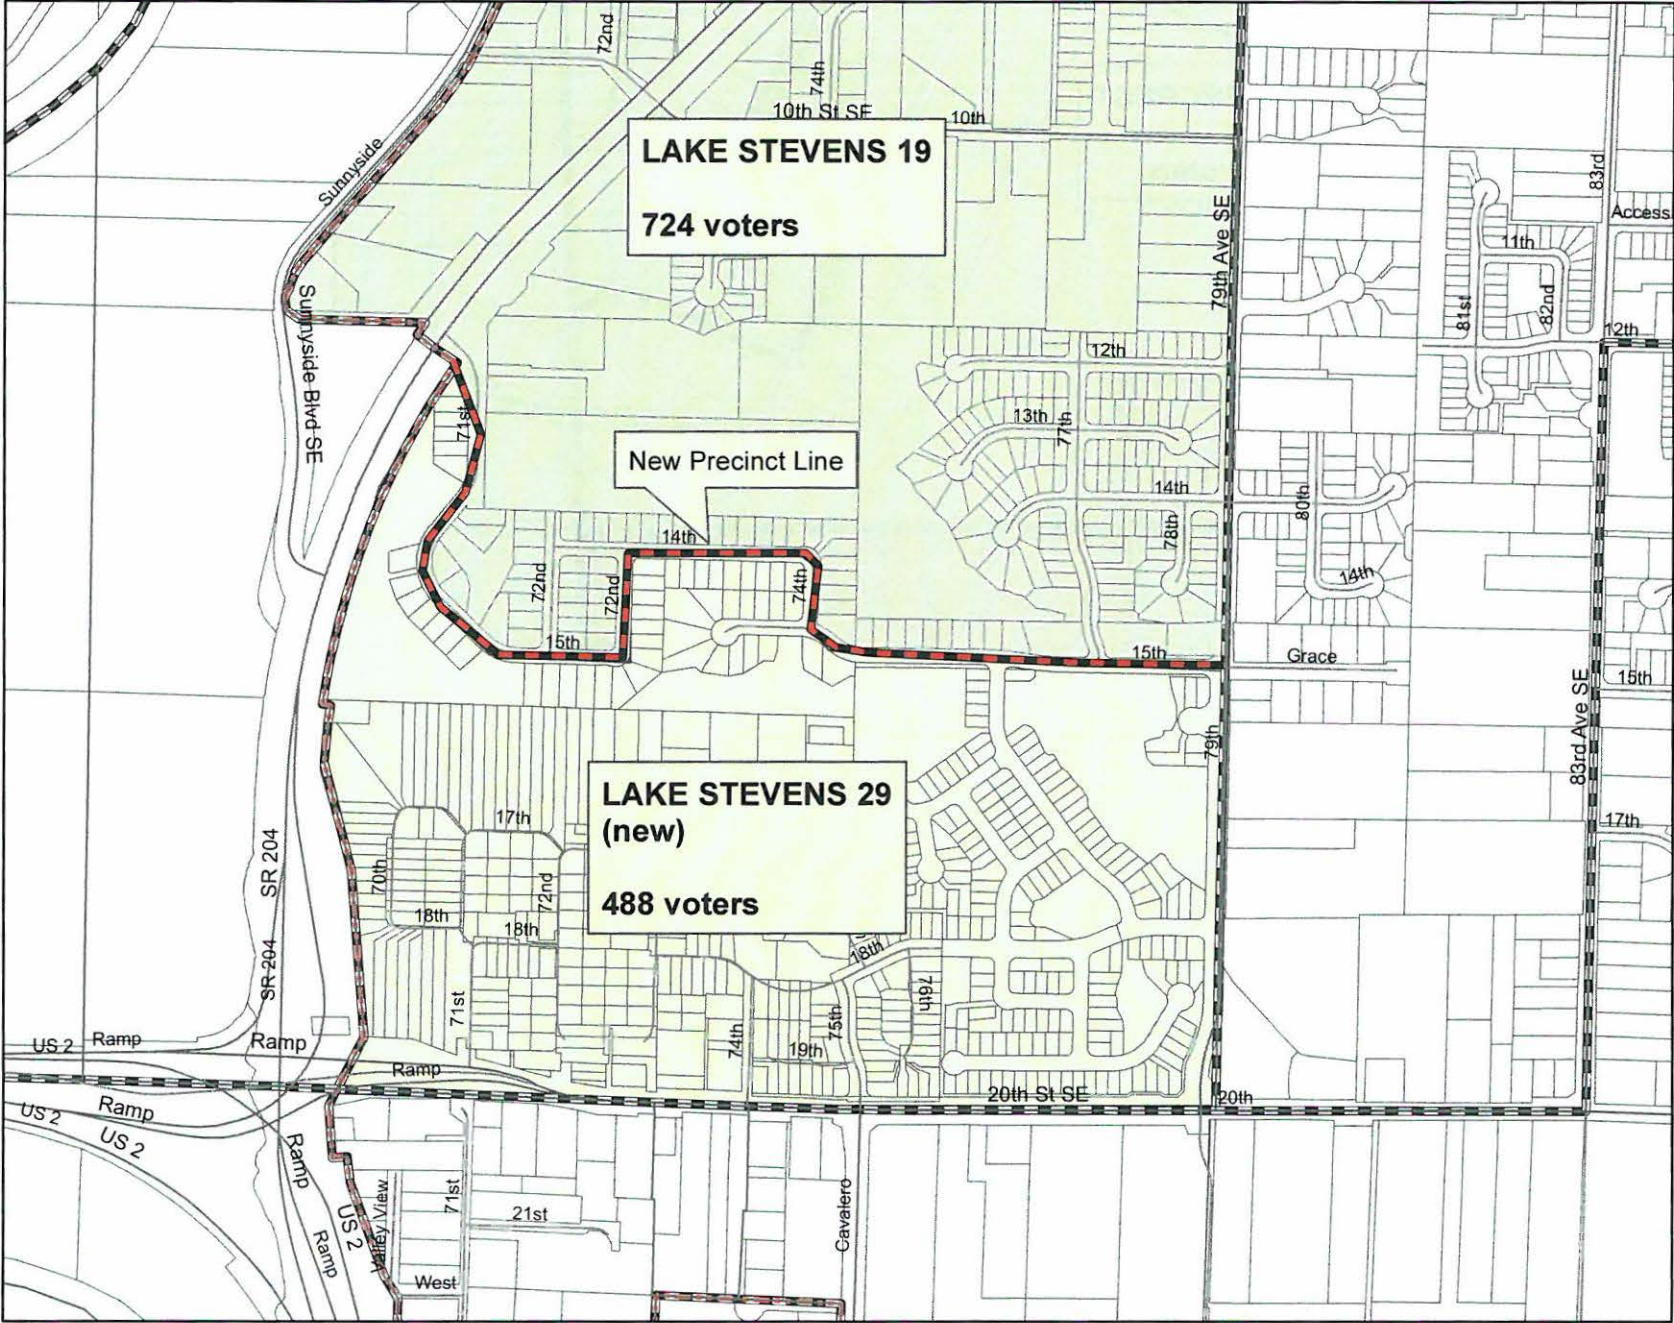 72nd
74th
10th St SE
10th
LAKE STEVENS 19
724 voters
Sunnyside
83rd
Access
79th Ave SE
11th
81st
82nd
12th
Sunnyside Blvd SE
12th
71st
13th
77th
New Precinct Line
14th
80th
14th
78th
14th
72nd
72nd
74th
15th
15th
Grace
15th
83rd Ave SE
79th
LAKE STEVENS 29
(new)
488 voters
17th
17th
SR 204
70th
72nd
18th
18th
18th
SR 204
71st
76th
75th
74th
19th
US 2
Ramp
Ramp
Ramp
20th St SE
20th
US 2
Ramp
US 2
Ramp
Valley View
71st
21st
US 2
Ramp
Cavalero
West